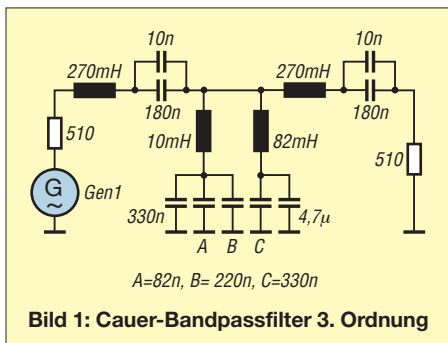 10n
10n
270mH
270mH
180n
180n
10mH
82mH
510
510
G
~
Gen1
330n
4,7µ
A
B
C
A=82n, B= 220n, C=330n
Bild 1: Cauer-Bandpassfilter 3. Ordnung